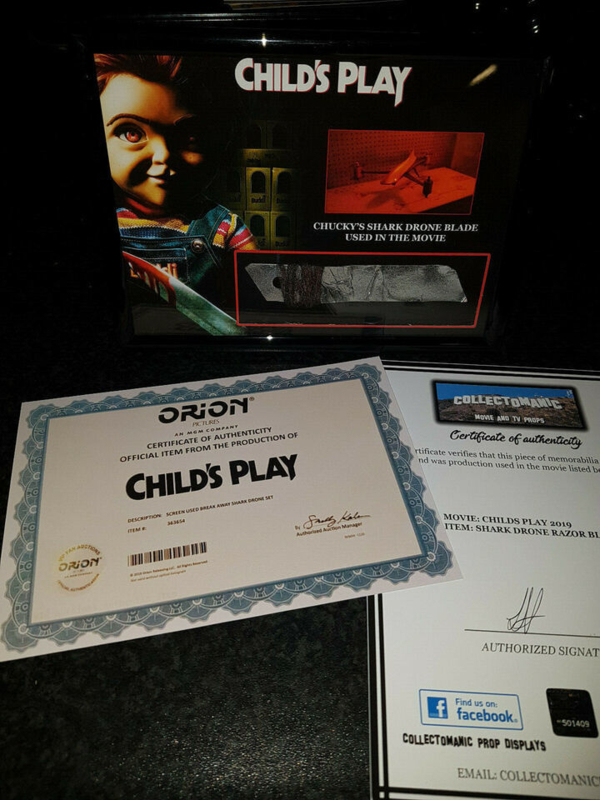 CHILD'S PLAY
CHUCKY'S SHARK DRONE BLADE
USED IN THE MOVIE
ORION®
PICTURES
AN MGM COMPANY
CERTIFICATE OF AUTHENTICITY
OFFICIAL ITEM FROM THE PRODUCTION OF
CHILD'S PLAY
DESCRIPTION: SCREEN USED BREAK AWAY SHARK DRONE SET
ITEM #: 363654
By
Authorized Auction Manager
ORION
COLLECTOMANIC
MOVIE AND TV PROPS
Certificate of authenticity
rtificate verifies that this piece of memorabilia
nd was production used in the movie listed be
MOVIE: CHILDS PLAY 2019
ITEM: SHARK DRONE RAZOR BL
AUTHORIZED SIGNAT
Find us on:
facebook®
501409
COLLECTOMANIC PROP DISPLAYS
EMAIL: COLLECTOMANIC